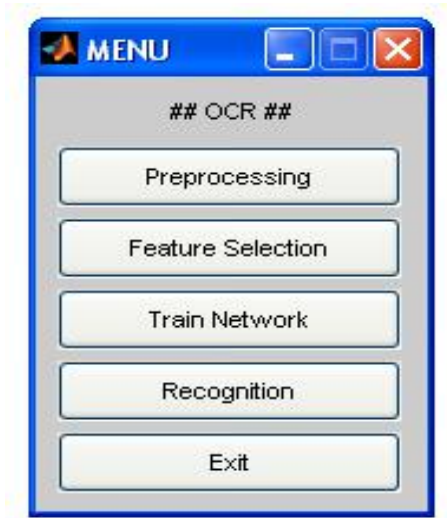 MENU
## OCR ##
Preprocessing
Feature Selection
Train Network
Recognition
Exit